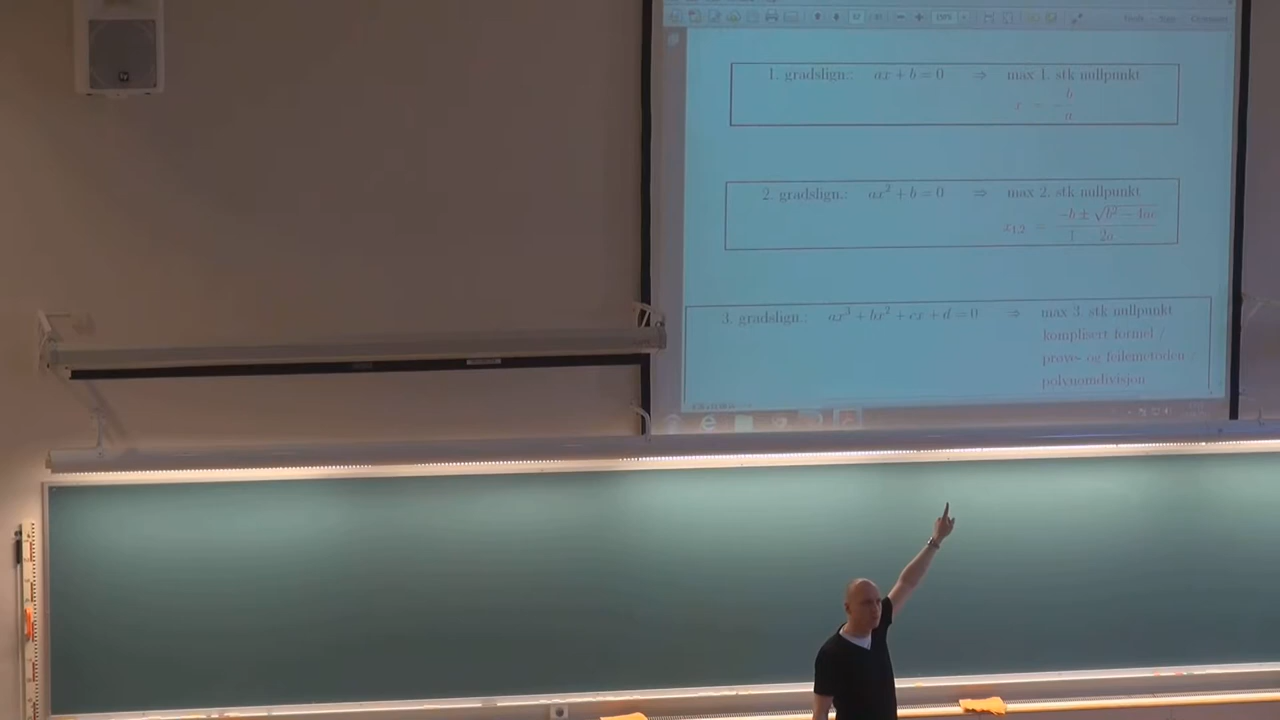 1. gradslign.: ax + b = 0 ⇒ max 1. stk nullpunkt
x = -b/a
2. gradslign.: ax² + b = 0 ⇒ max 2. stk nullpunkt
x₁,₂ = (-b ± √(b² - 4ac))/2a
3. gradslign.: ax³ + bx² + cx + d = 0 ⇒ max 3. stk nullpunkt
komplisert formel /
prøve- og feilemetoden /
polynomdivisjon